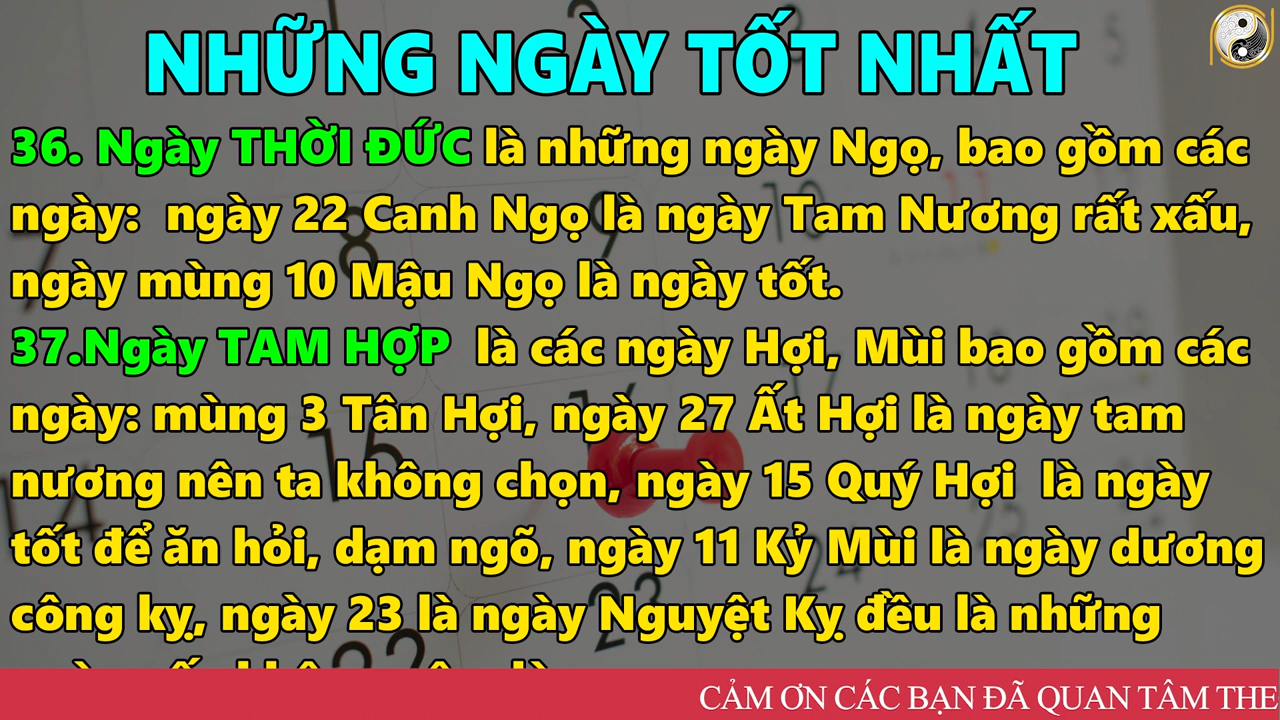 NHỮNG NGÀY TỐT NHẤT
36. Ngày THỜI ĐỨC là những ngày Ngọ, bao gồm các
ngày: ngày 22 Canh Ngọ là ngày Tam Nương rất xấu,
ngày mùng 10 Mậu Ngọ là ngày tốt.
37.Ngày TAM HỢP là các ngày Hợi, Mùi bao gồm các
ngày: mùng 3 Tân Hợi, ngày 27 Ất Hợi là ngày tam
nương nên ta không chọn, ngày 15 Quý Hợi là ngày
tốt để ăn hỏi, dạm ngõ, ngày 11 Kỷ Mùi là ngày dương
công kỵ, ngày 23 là ngày Nguyệt Kỵ đều là những
CẢM ƠN CÁC BẠN ĐÃ QUAN TÂM THE